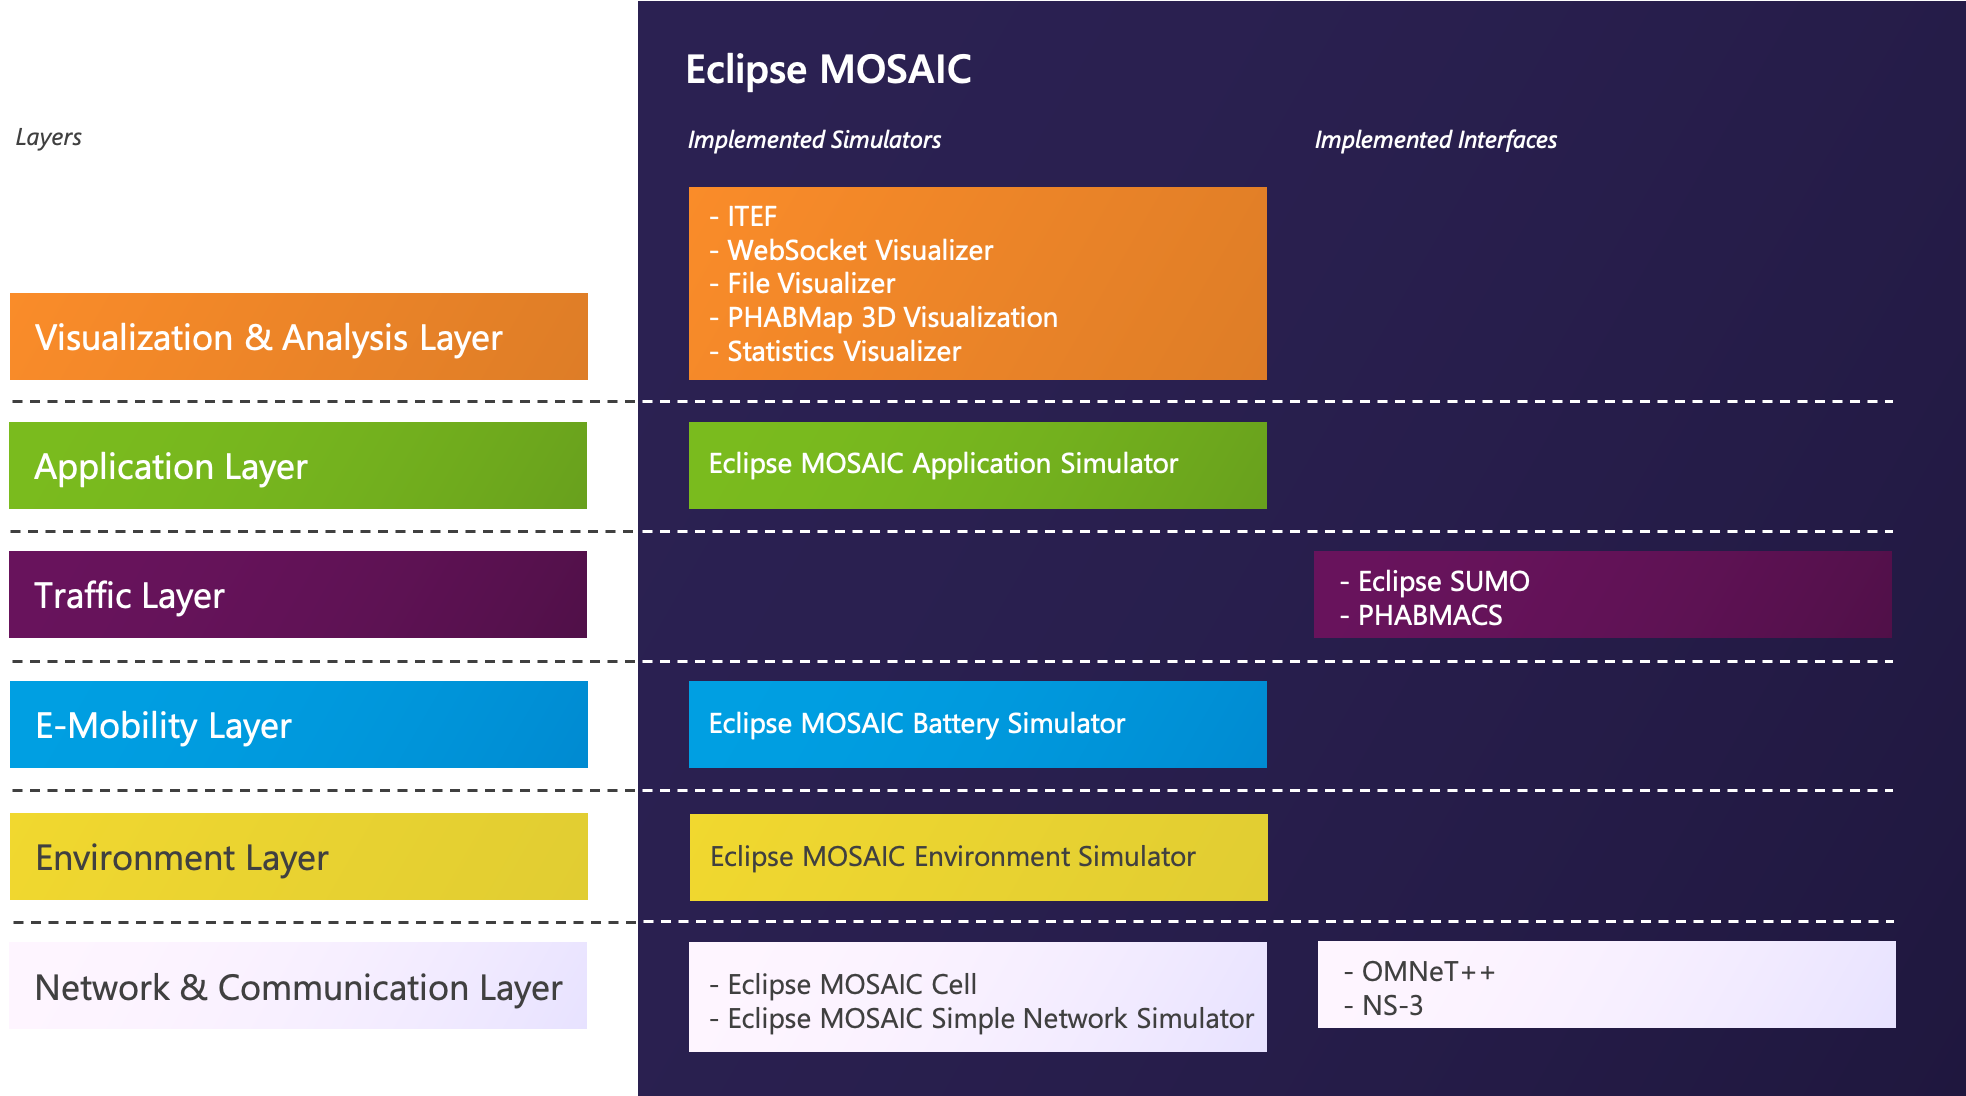 Eclipse MOSAIC
Layers
Implemented Simulators
Implemented Interfaces
Visualization & Analysis Layer
- ITEF
- WebSocket Visualizer
- File Visualizer
- PHABMap 3D Visualization
- Statistics Visualizer
Application Layer
Eclipse MOSAIC Application Simulator
Traffic Layer
- Eclipse SUMO
- PHABMACS
E-Mobility Layer
Eclipse MOSAIC Battery Simulator
Environment Layer
Eclipse MOSAIC Environment Simulator
Network & Communication Layer
- Eclipse MOSAIC Cell
- Eclipse MOSAIC Simple Network Simulator
- OMNeT++
- NS-3